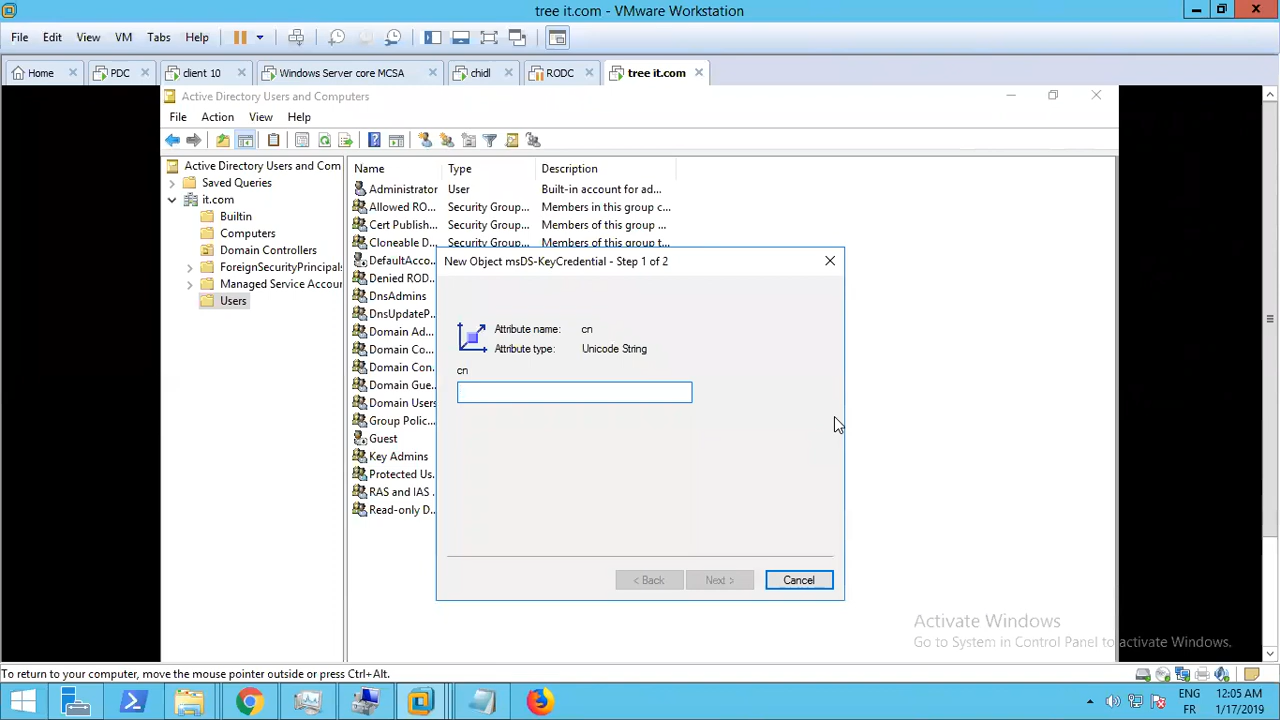 tree it.com - VMware Workstation
File Edit View VM Tabs Help
Home PDC client 10 Windows Server core MCSA chidl RODC tree it.com
Active Directory Users and Computers
File Action View Help
Active Directory Users and Com
Saved Queries
it.com
Builtin
Computers
Domain Controllers
ForeignSecurityPrincipals
Managed Service Accoun
Users
Name Type Description
Administrator User Built-in account for ad...
Allowed RO... Security Group... Members in this group c...
Cert Publish... Security Group... Members of this group ...
Cloneable D... Security Group... Members of this group t...
DefaultAcco...
Denied ROD...
DnsAdmins
DnsUpdateP...
Domain Ad...
Domain Co...
Domain Con...
Domain Gue...
Domain Users
Group Polic...
Guest
Key Admins
Protected Us...
RAS and IAS ...
Read-only D...
New Object msDS-KeyCredential - Step 1 of 2
Attribute name: cn
Attribute type: Unicode String
cn
< Back Next > Cancel
Activate Windows
Go to System in Control Panel to activate Windows.
To return to your computer, move the mouse pointer outside or press Ctrl+Alt.
ENG 12:05 AM
FR 1/17/2019